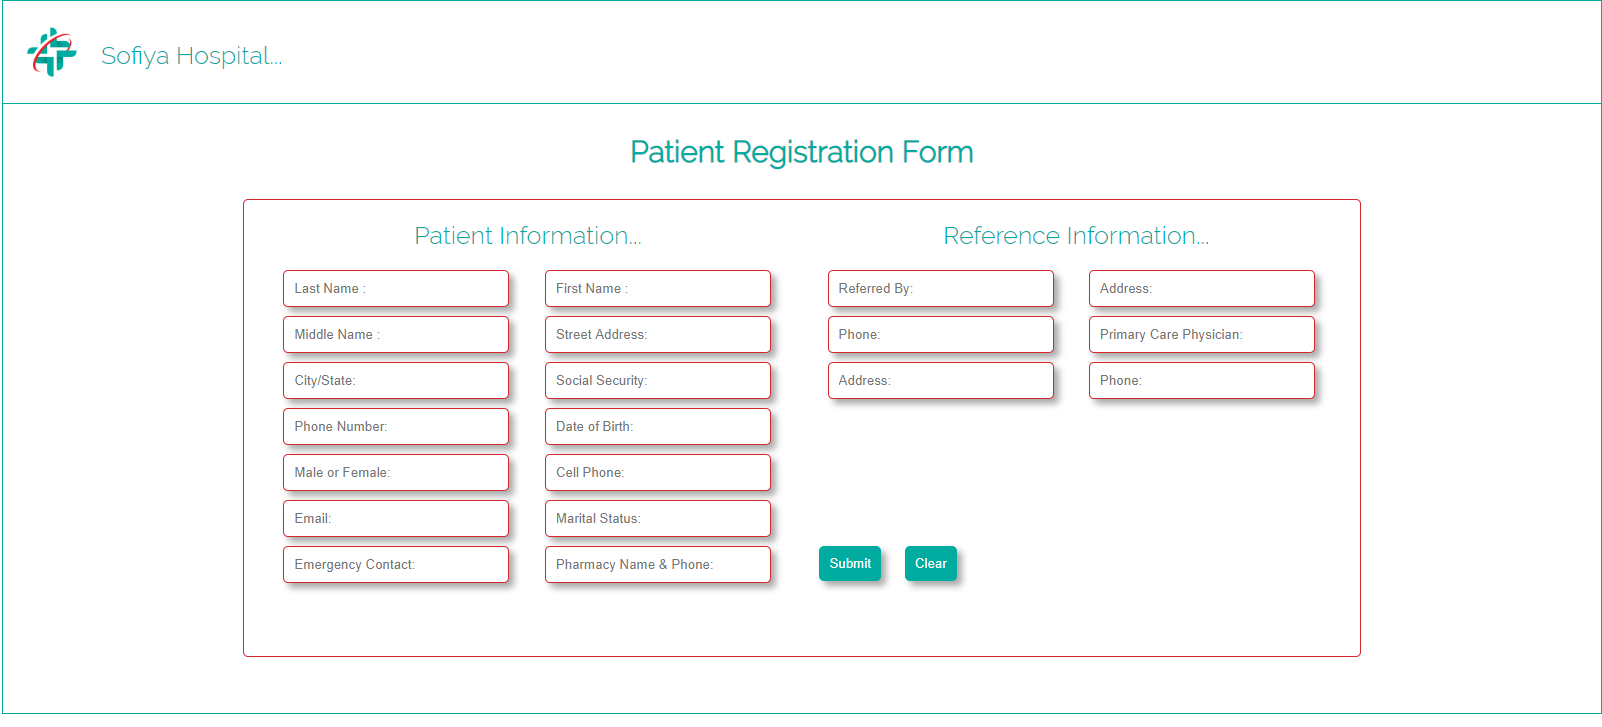 Sofiya Hospital...
Patient Registration Form
Patient Information...
Last Name :
First Name :
Middle Name :
Street Address:
City/State:
Social Security:
Phone Number:
Date of Birth:
Male or Female:
Cell Phone:
Email:
Marital Status:
Emergency Contact:
Pharmacy Name & Phone:
Reference Information...
Referred By:
Address:
Phone:
Primary Care Physician:
Address:
Phone:
Submit
Clear